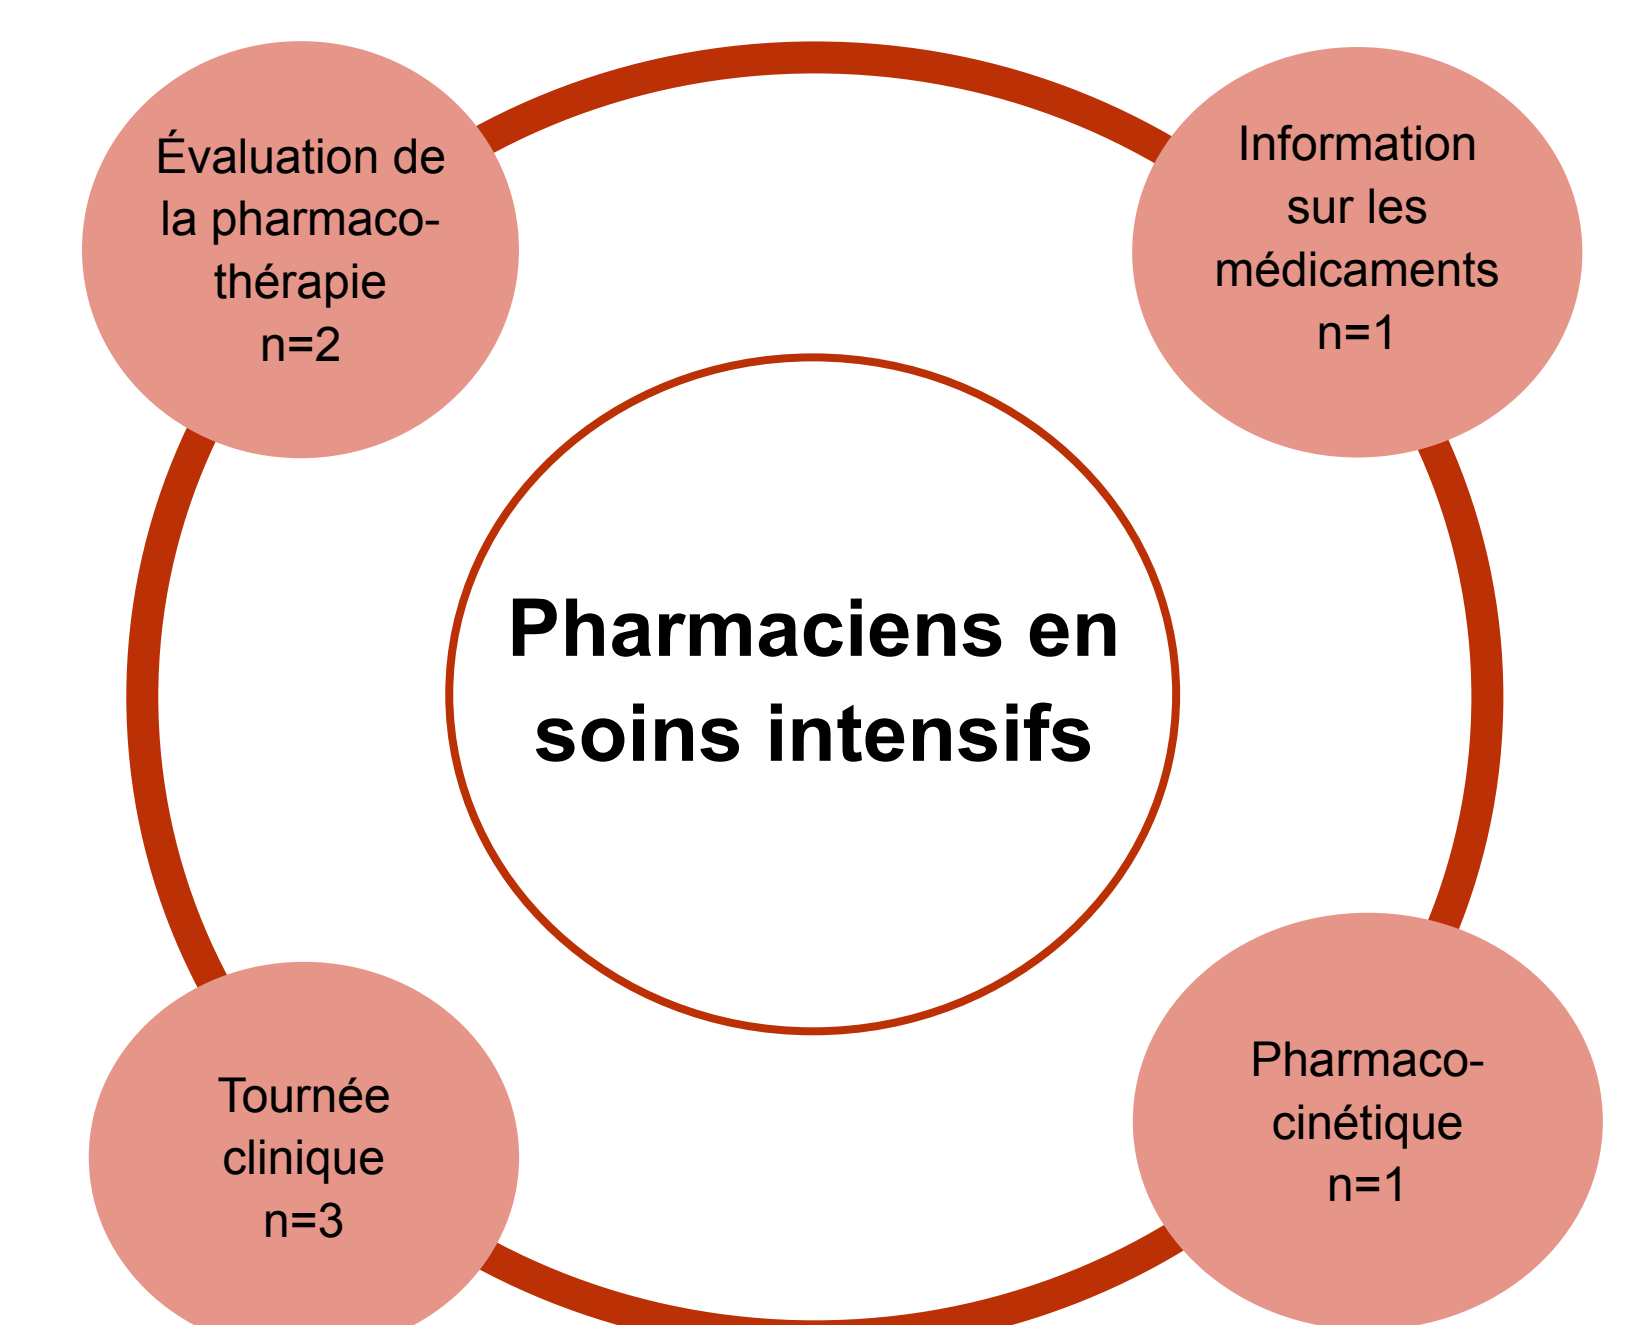 Évaluation de
la pharmaco-
thérapie
n=2
Information
sur les
médicaments
n=1
Pharmaciens en
soins intensifs
Tournée
clinique
n=3
Pharmaco-
cinétique
n=1